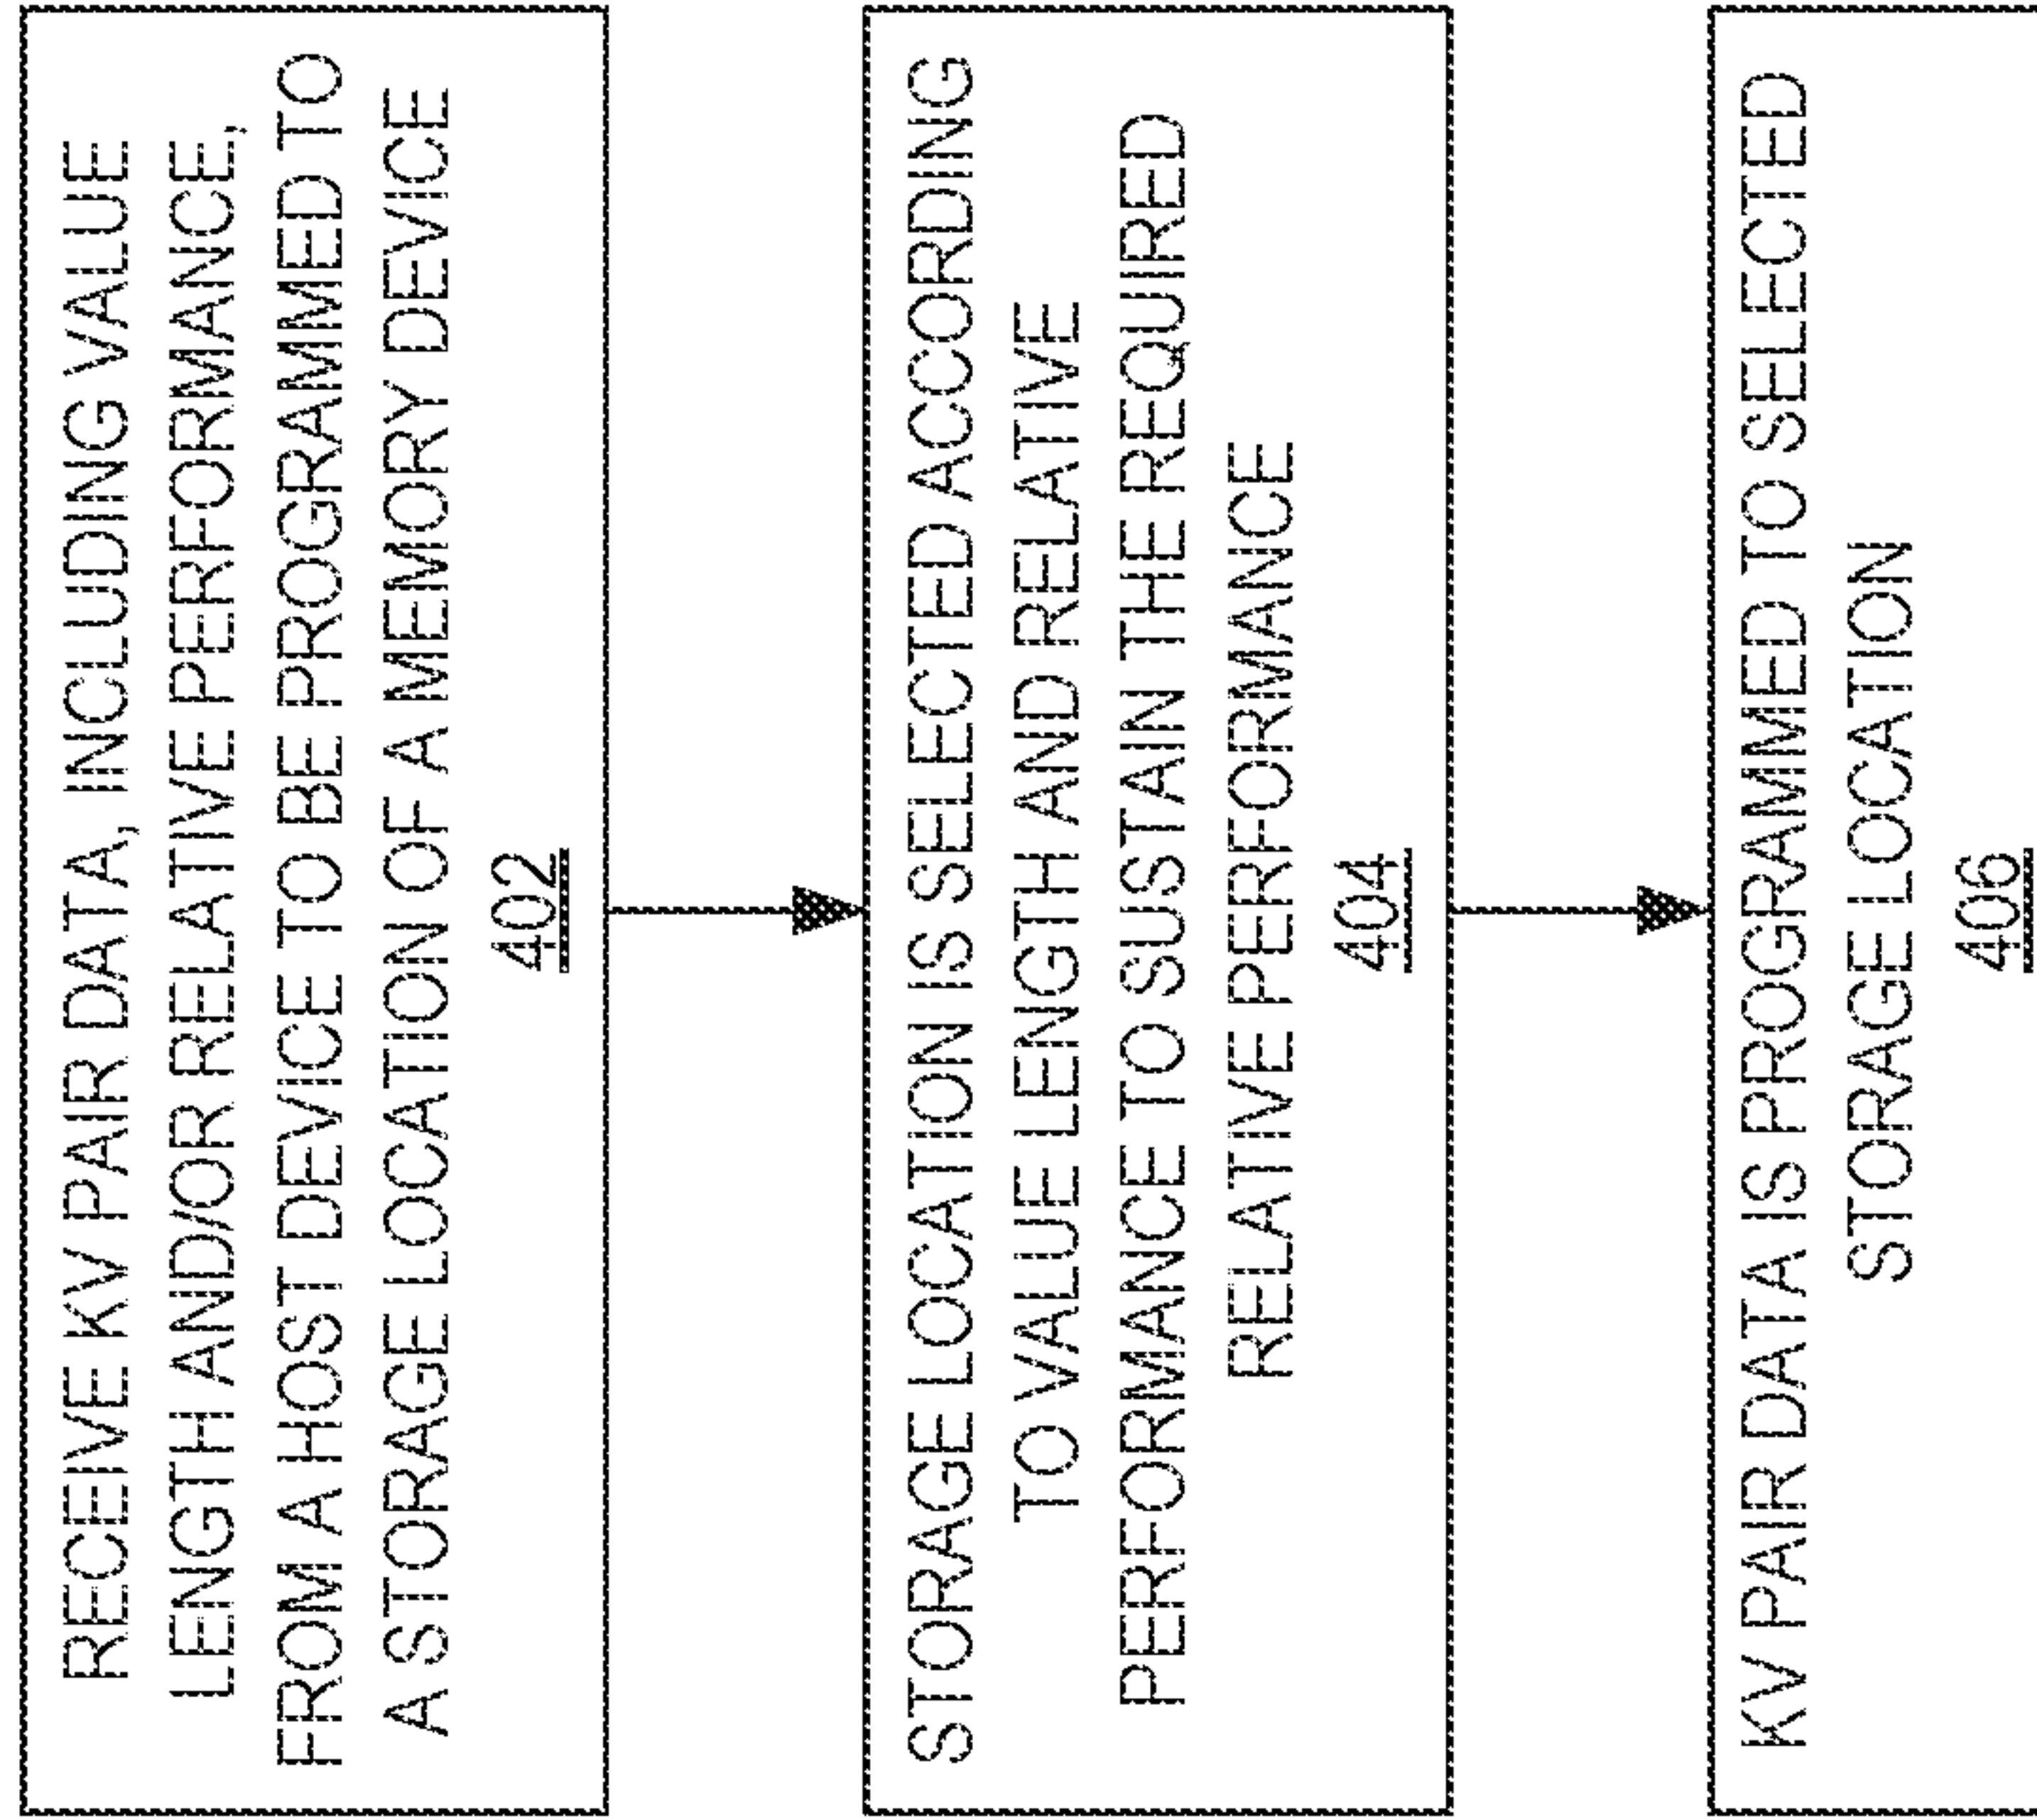 RECEIVE KV PAIR DATA, INCLUDING VALUE
LENGTH AND/OR RELATIVE PERFORMANCE,
FROM A HOST DEVICE TO BE PROGRAMMED TO
A STORAGE LOCATION OF A MEMORY DEVICE
402
STORAGE LOCATION IS SELECTED ACCORDING
TO VALUE LENGTH AND RELATIVE
PERFORMANCE TO SUSTAIN THE REQUIRED
RELATIVE PERFORMANCE
404
KV PAIR DATA IS PROGRAMMED TO SELECTED
STORAGE LOCATION
406